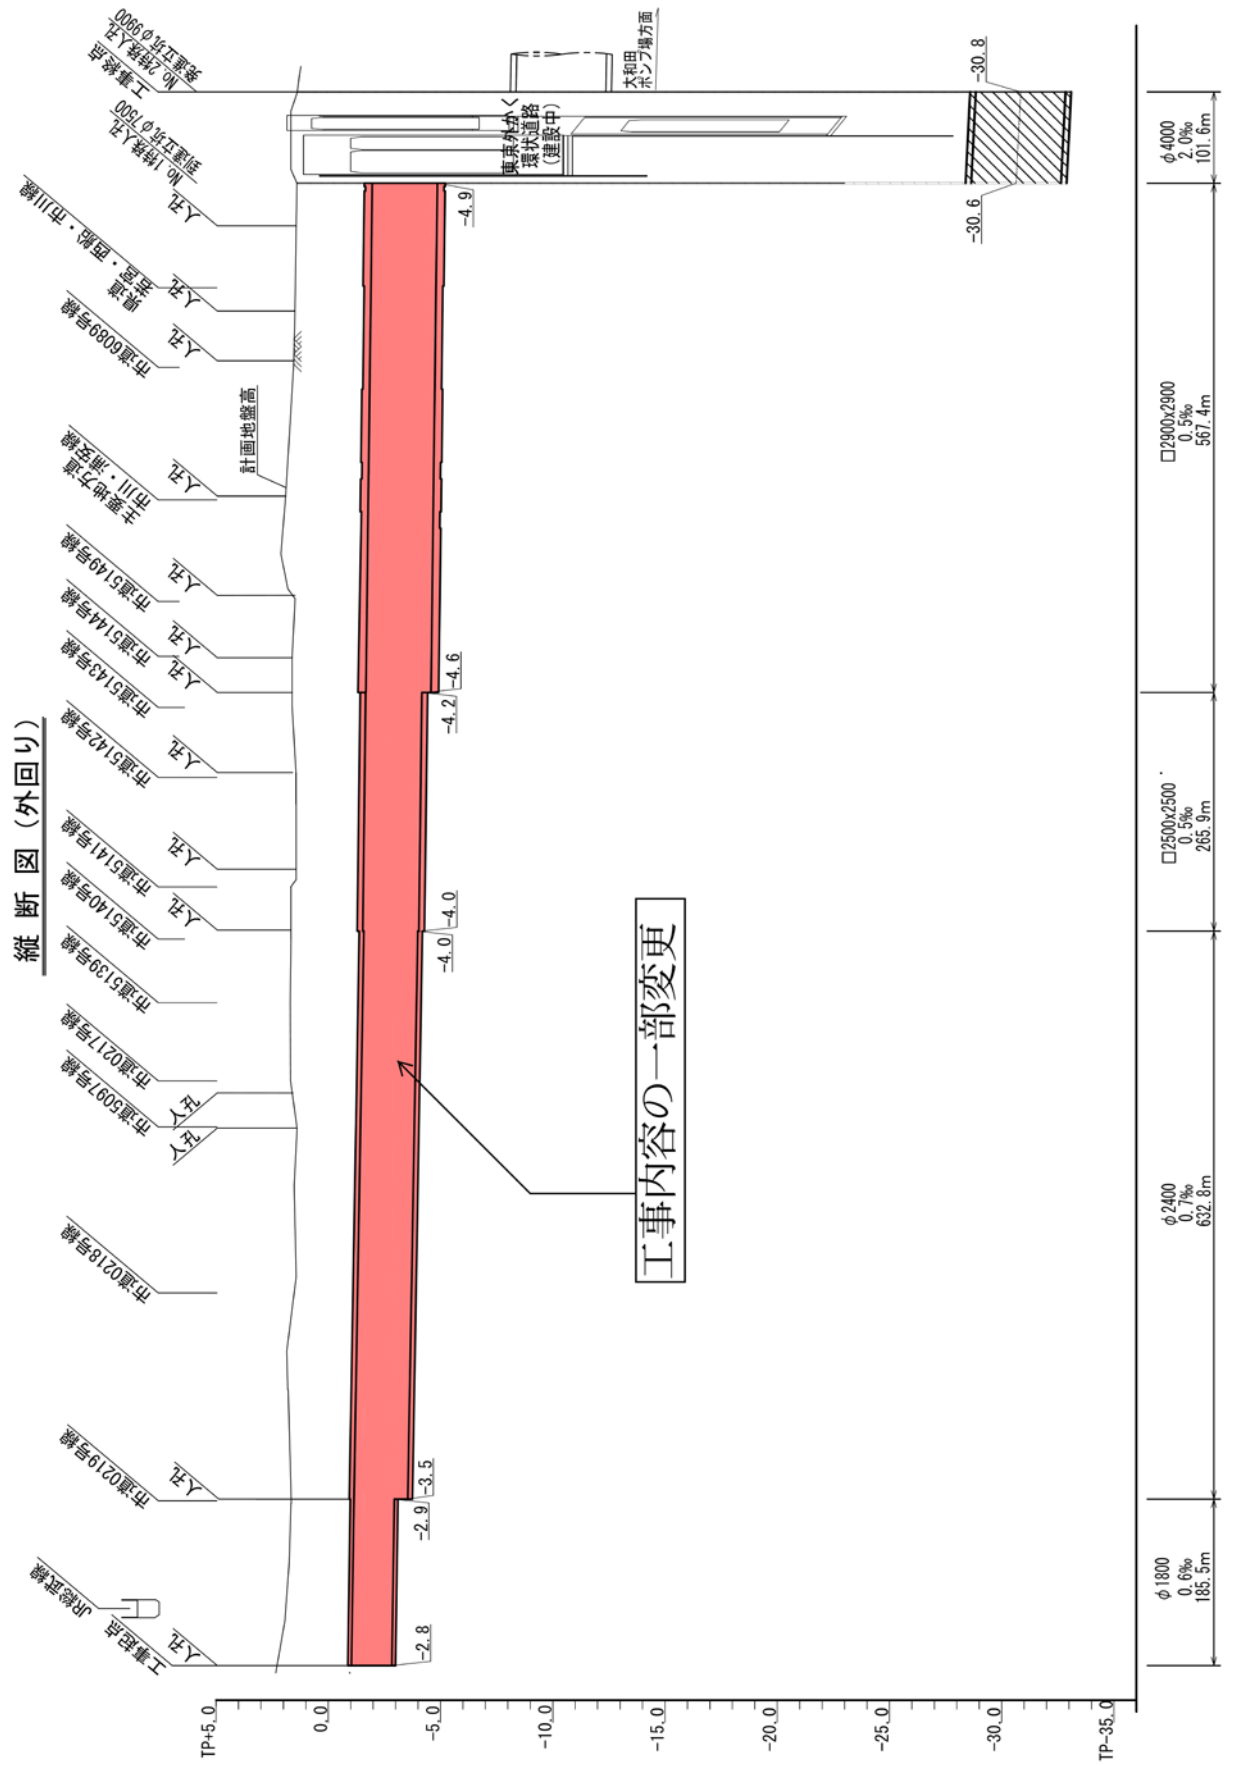 縦断図（外回り）
JR総武線
工事起点
人孔
市道0219号線
人孔
市道0218号線
市道5097号線
人孔
市道0217号線
人孔
市道5139号線
市道5140号線
人孔
市道5141号線
人孔
市道5142号線
人孔
市道5143号線
人孔
市道5144号線
人孔
市道5149号線
人孔
主要地方道
市川・浦安線
人孔
計画地盤高
市道6089号線
人孔
県道
若宮・西船・市川線
人孔
人孔
No.1特殊人孔
到達立坑φ7500
工事終点
No.2特殊人孔
発進立坑φ9900
東京外かく
環状道路
(建設中)
大和田
ポンプ場方面
TP+5.0
0.0
-5.0
-10.0
-15.0
-20.0
-25.0
-30.0
TP-35.0
-2.8
-2.9
-3.5
-4.0
-4.0
-4.2
-4.6
-4.9
-30.6
-30.8
工事内容の一部変更
φ1800
0.6‰
185.5m
φ2400
0.7‰
632.8m
□2500x2500
0.5‰
265.9m
□2900x2900
0.5‰
567.4m
φ4000
2.0‰
101.6m